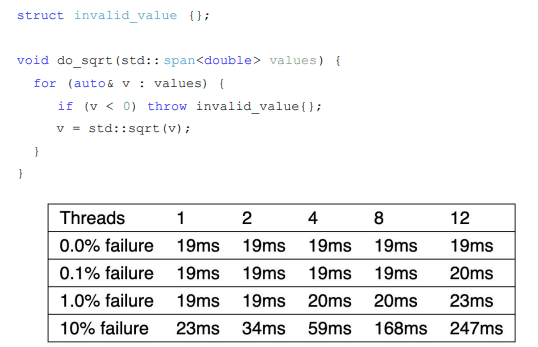 struct invalid_value {};
void do_sqrt(std::span<double> values) {
for (auto& v : values) {
if (v < 0) throw invalid_value{};
v = std::sqrt(v);
}
}
Threads 1 2 4 8 12
0.0% failure 19ms 19ms 19ms 19ms 19ms
0.1% failure 19ms 19ms 19ms 19ms 20ms
1.0% failure 19ms 19ms 20ms 20ms 23ms
10% failure 23ms 34ms 59ms 168ms 247ms